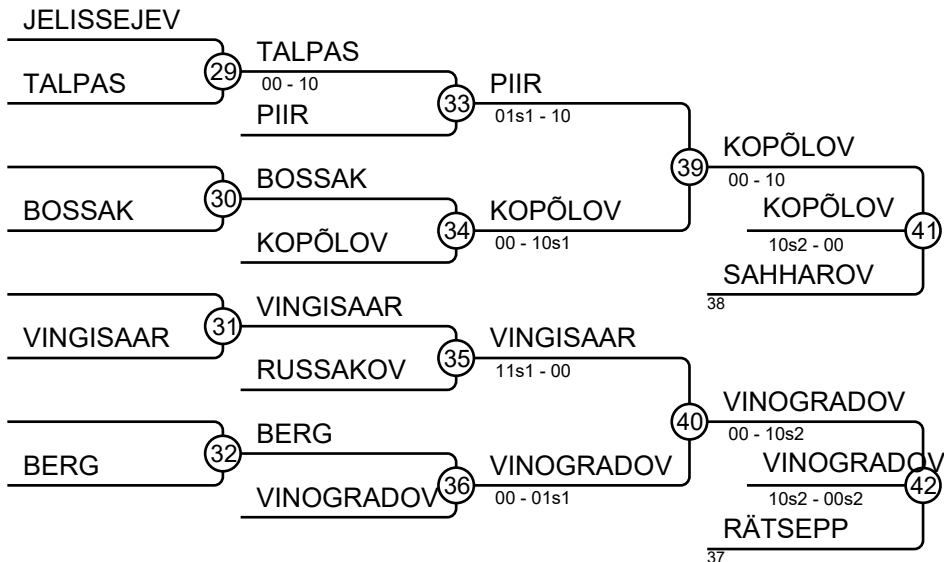 JELISSEJEV
TALPAS
29
TALPAS
00 - 10
PIIR
33
PIIR
01s1 - 10
BOSSAK
30
BOSSAK
KOPÕLOV
34
KOPÕLOV
00 - 10s1
39
KOPÕLOV
00 - 10
KOPÕLOV
10s2 - 00
41
SAHHAROV
38
VINGISAAR
31
VINGISAAR
RUSSAKOV
35
VINGISAAR
11s1 - 00
BERG
32
BERG
VINOGRADOV
36
VINOGRADOV
00 - 01s1
40
VINOGRADOV
00 - 10s2
VINOGRADOV
10s2 - 00s2
42
RÄTSEPP
37